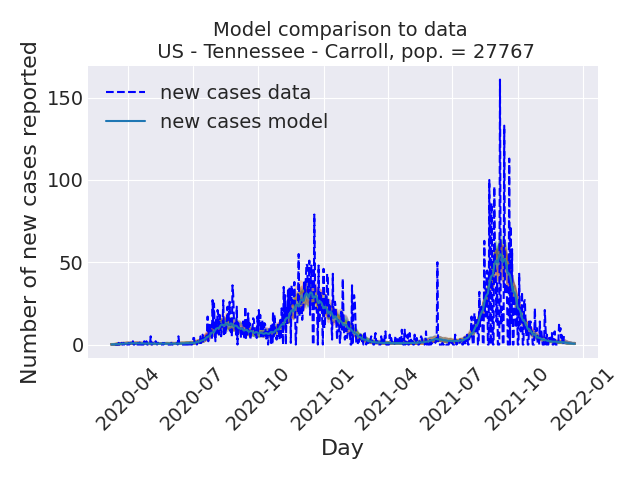 Model comparison to data
US - Tennessee - Carroll, pop. = 27767
Number of new cases reported
150
100
50
0
new cases data
new cases model
2020-04
2020-07
2020-10
2021-01
2021-04
2021-07
2021-10
2022-01
Day